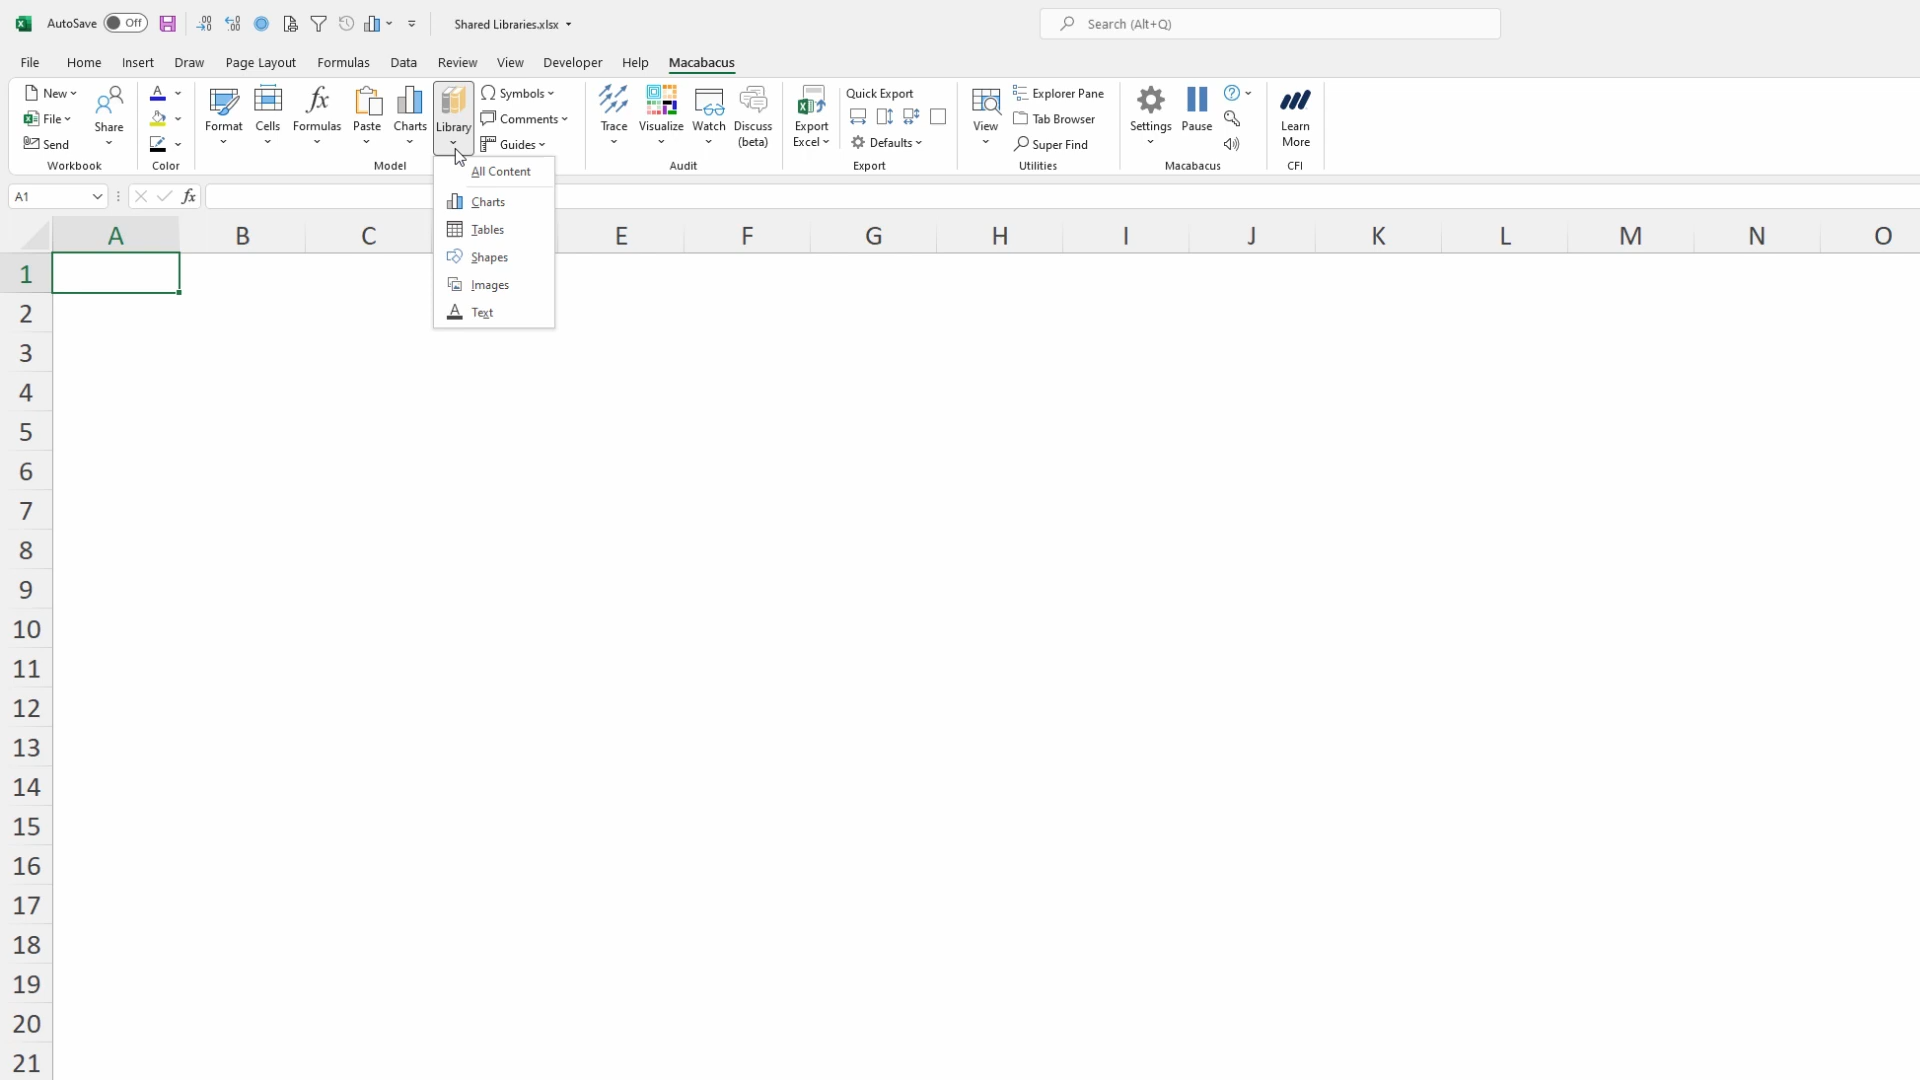 AutoSave Off Shared Libraries.xlsx Search (Alt+Q)
File Home Insert Draw Page Layout Formulas Data Review View Developer Help Macabacus
New
File
Send
Workbook
Share
Color
Format Cells Formulas Paste Charts Library
Symbols
Comments
Guides
Model
Trace Visualize Watch Discuss
(beta)
Audit
Export
Excel
Quick Export
Defaults
Export
View
Explorer Pane
Tab Browser
Super Find
Utilities
Settings Pause
Macabacus
Learn
More
CFI
All Content
Charts
Tables
Shapes
Images
Text
A1 fx
A B C E F G H I J K L M N O
1
2
3
4
5
6
7
8
9
10
11
12
13
14
15
16
17
18
19
20
21